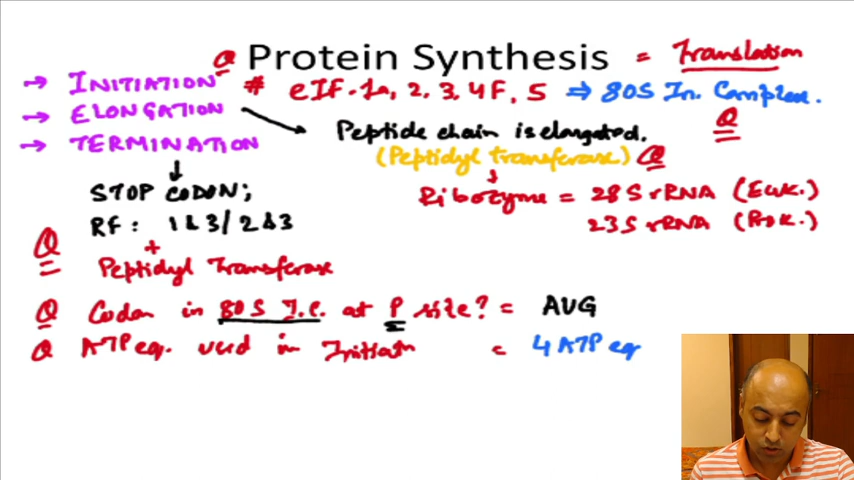 Q Protein Synthesis = Translation
→ INITIATION # eIF-1a, 2, 3, 4F, 5 ⇒ 80S In. Complex.
→ ELONGATION Q
→ TERMINATION Peptide chain is elongated.
(Peptidyl transferase) Q
STOP CODON; Ribozyme = 28S rRNA (Euk.)
RF: 1 & 3 / 2 & 3 23S rRNA (Prok.)
Q +
Peptidyl Transferase
Q Codon in 80S I.C. at P site? = AUG
Q ATP eq. used in Initiatn = 4 ATP eq